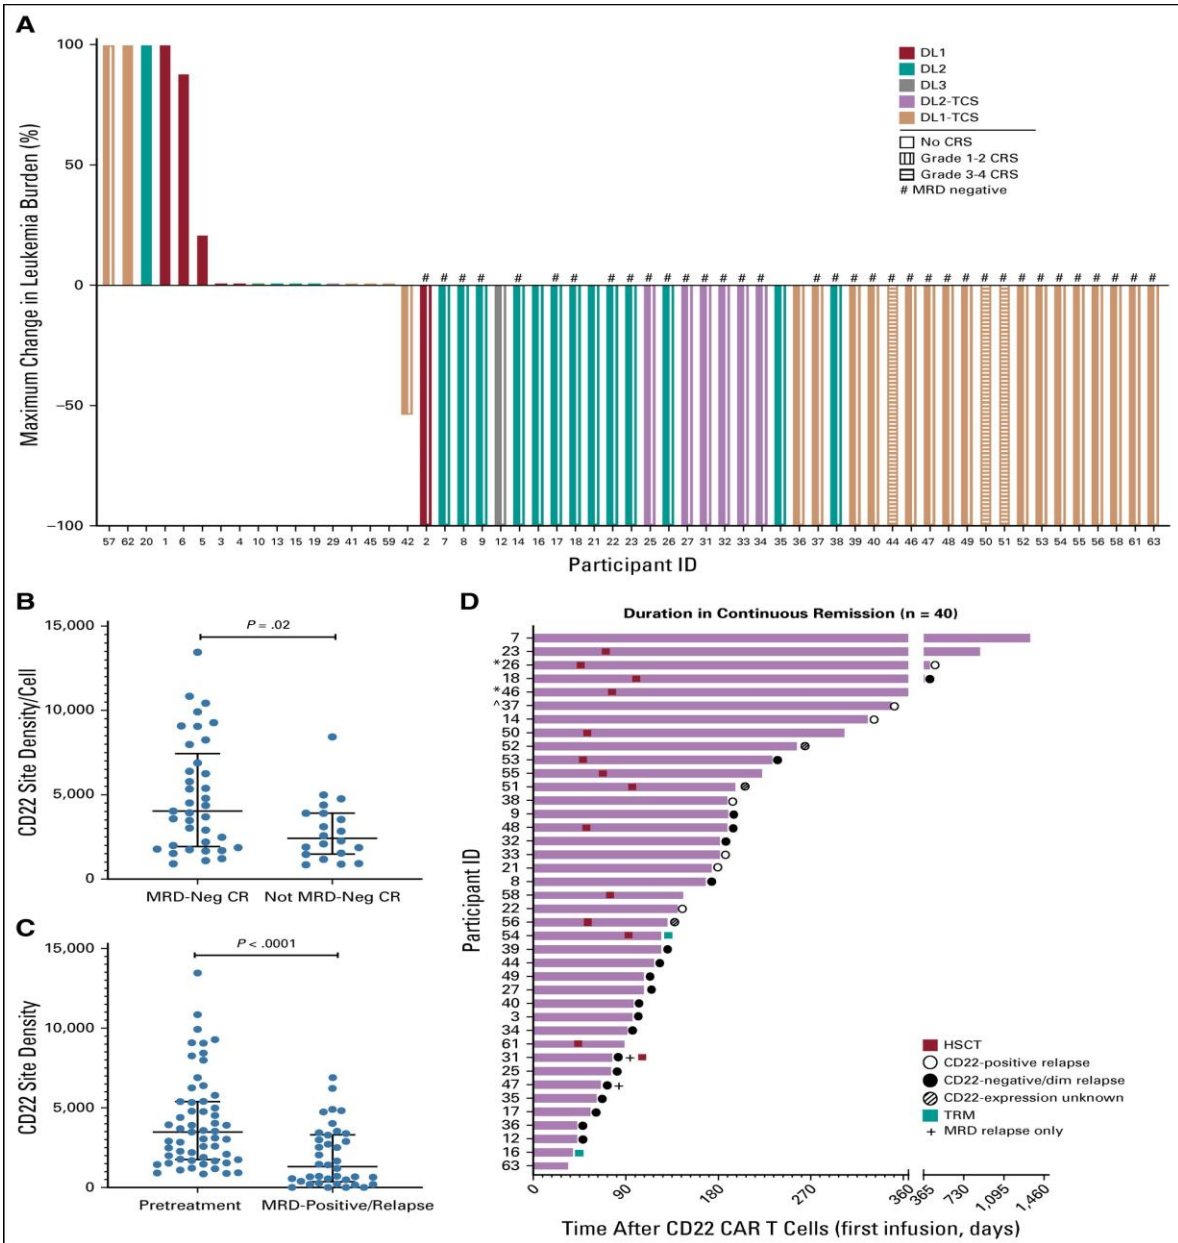 A
100
50
0
−50
−100
Maximum Change in Leukemia Burden (%)
DL1
DL2
DL3
DL2-TCS
DL1-TCS
No CRS
Grade 1-2 CRS
Grade 3-4 CRS
# MRD negative
# # # # # # # # # # # # # # # # # # # # # # # # # # # # # # # # # #
57 62 20 1 6 5 3 4 10 13 15 19 29 41 45 59 42 2 7 8 9 12 14 16 17 18 21 22 23 25 26 27 31 32 33 34 35 36 37 38 39 40 44 46 47 48 49 50 51 52 53 54 55 56 58 61 63
Participant ID
B
15,000
10,000
5,000
0
CD22 Site Density/Cell
P = .02
MRD-Neg CR Not MRD-Neg CR
C
15,000
10,000
5,000
0
CD22 Site Density
P < .0001
Pretreatment MRD-Positive/Relapse
D
Duration in Continuous Remission (n = 40)
Participant ID
7
23
*26
18
*46
^37
14
50
52
53
55
51
38
9
48
32
33
21
8
58
22
56
54
39
44
49
27
40
3
34
61
31 +
25
47 +
35
17
36
12
16
63
HSCT
CD22-positive relapse
CD22-negative/dim relapse
CD22-expression unknown
TRM
+ MRD relapse only
0 90 180 270 360 365 730 1,095 1,460
Time After CD22 CAR T Cells (first infusion, days)